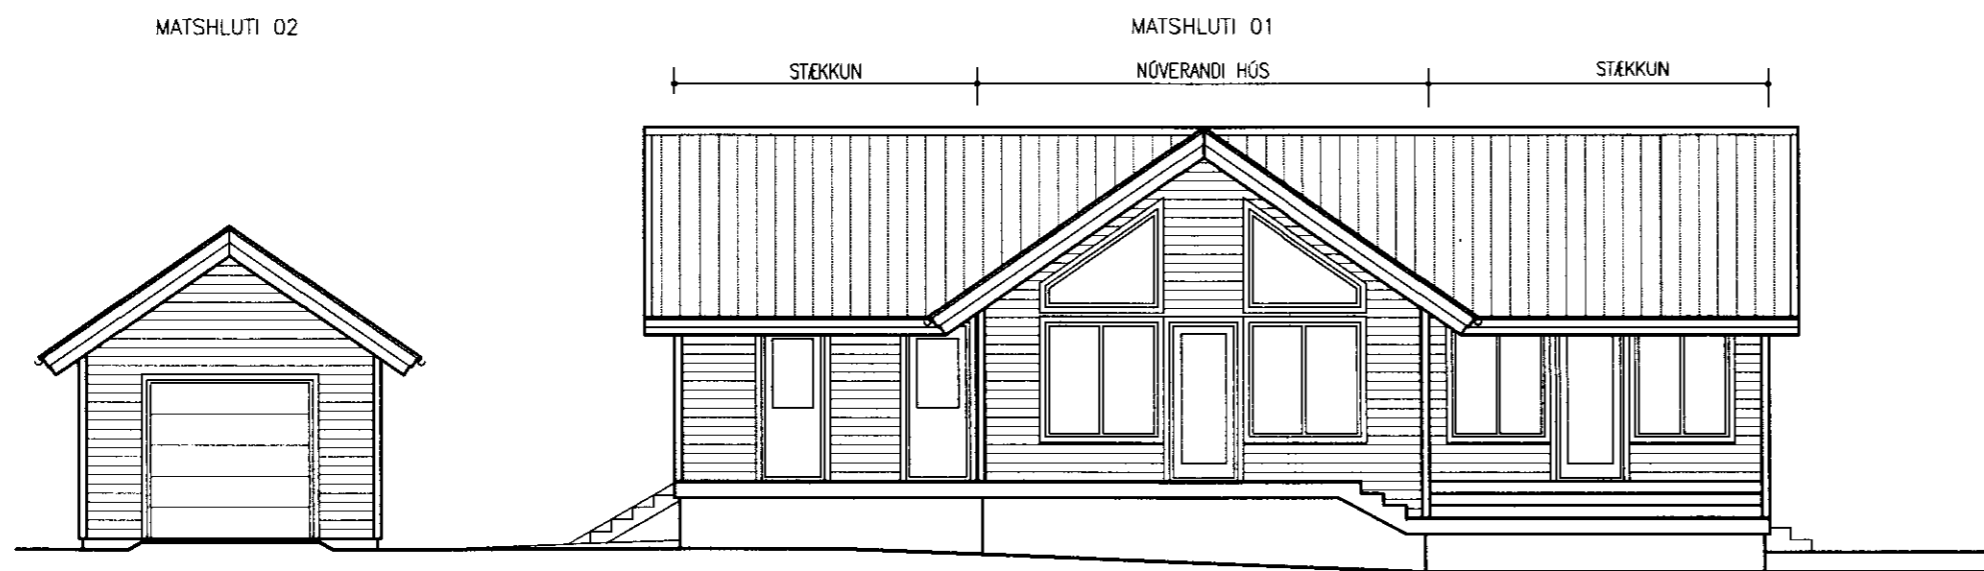 MATSHLUTI 02
MATSHLUTI 01
STÆKKUN
NÚVERANDI HÚS
STÆKKUN